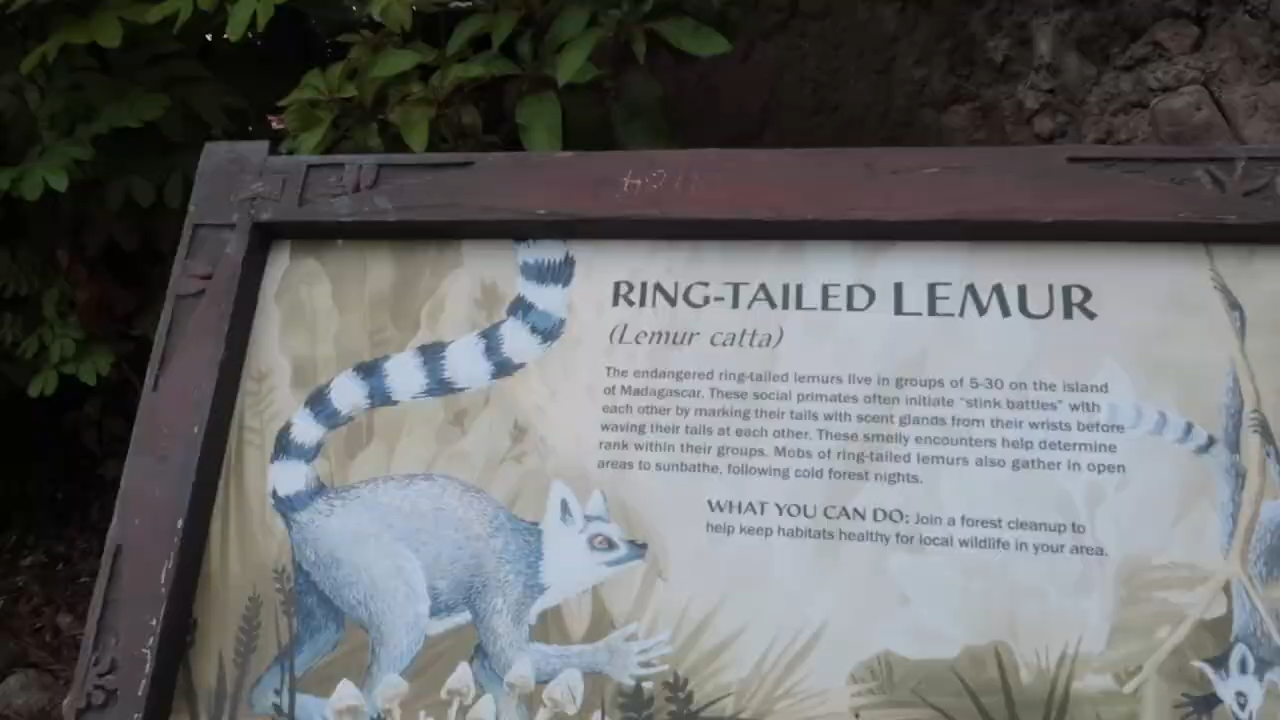 RING-TAILED LEMUR
(Lemur catta)
The endangered ring-tailed lemurs live in groups of 5-30 on the island
of Madagascar. These social primates often initiate "stink battles" with
each other by marking their tails with scent glands from their wrists before
waving their tails at each other. These smelly encounters help determine
rank within their groups. Mobs of ring-tailed lemurs also gather in open
areas to sunbathe, following cold forest nights.
WHAT YOU CAN DO: Join a forest cleanup to
help keep habitats healthy for local wildlife in your area.